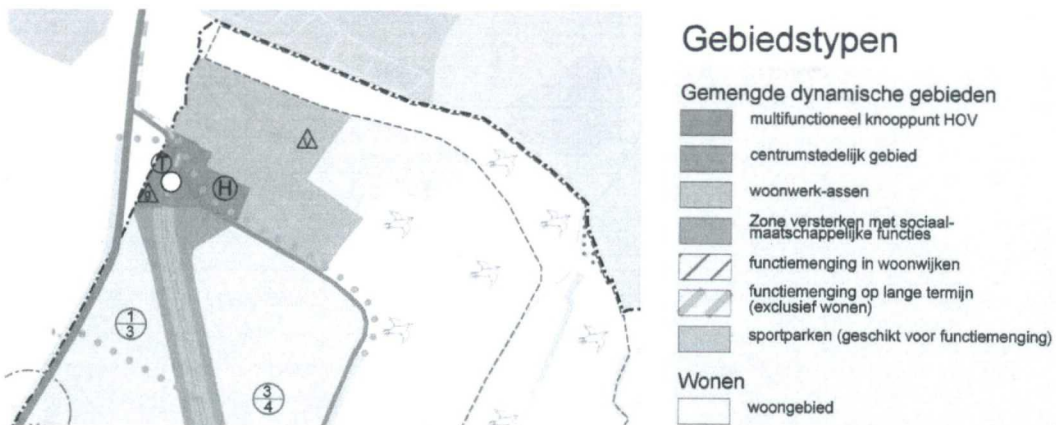 Gebiedstypen
Gemengde dynamische gebieden
multifunctioneel knooppunt HOV
centrumstedelijk gebied
woonwerk-assen
Zone versterken met sociaal-
maatschappelijke functies
functiemenging in woonwijken
functiemenging op lange termijn
(exclusief wonen)
sportparken (geschikt voor functiemenging)
Wonen
woongebied
V
T
H
1
3
3
4